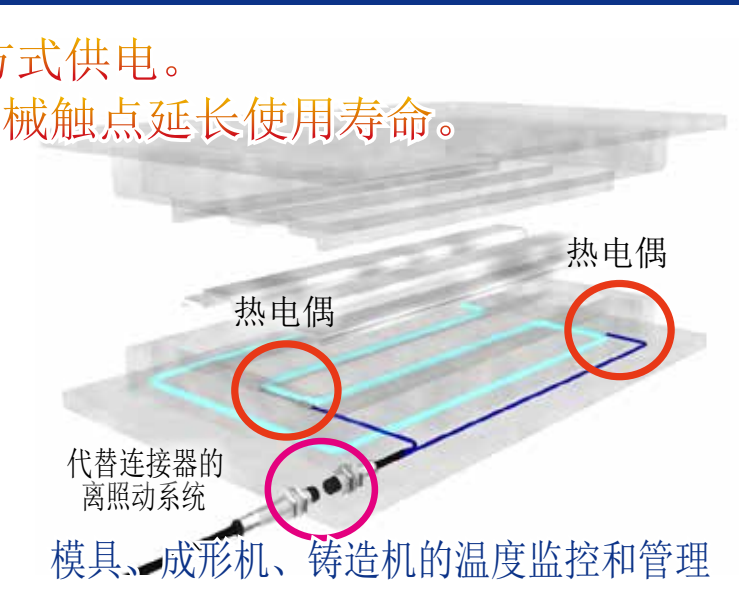 方式供电。
械触点延长使用寿命。
热电偶
热电偶
代替连接器的
离照动系统
模具、成形机、铸造机的温度监控和管理